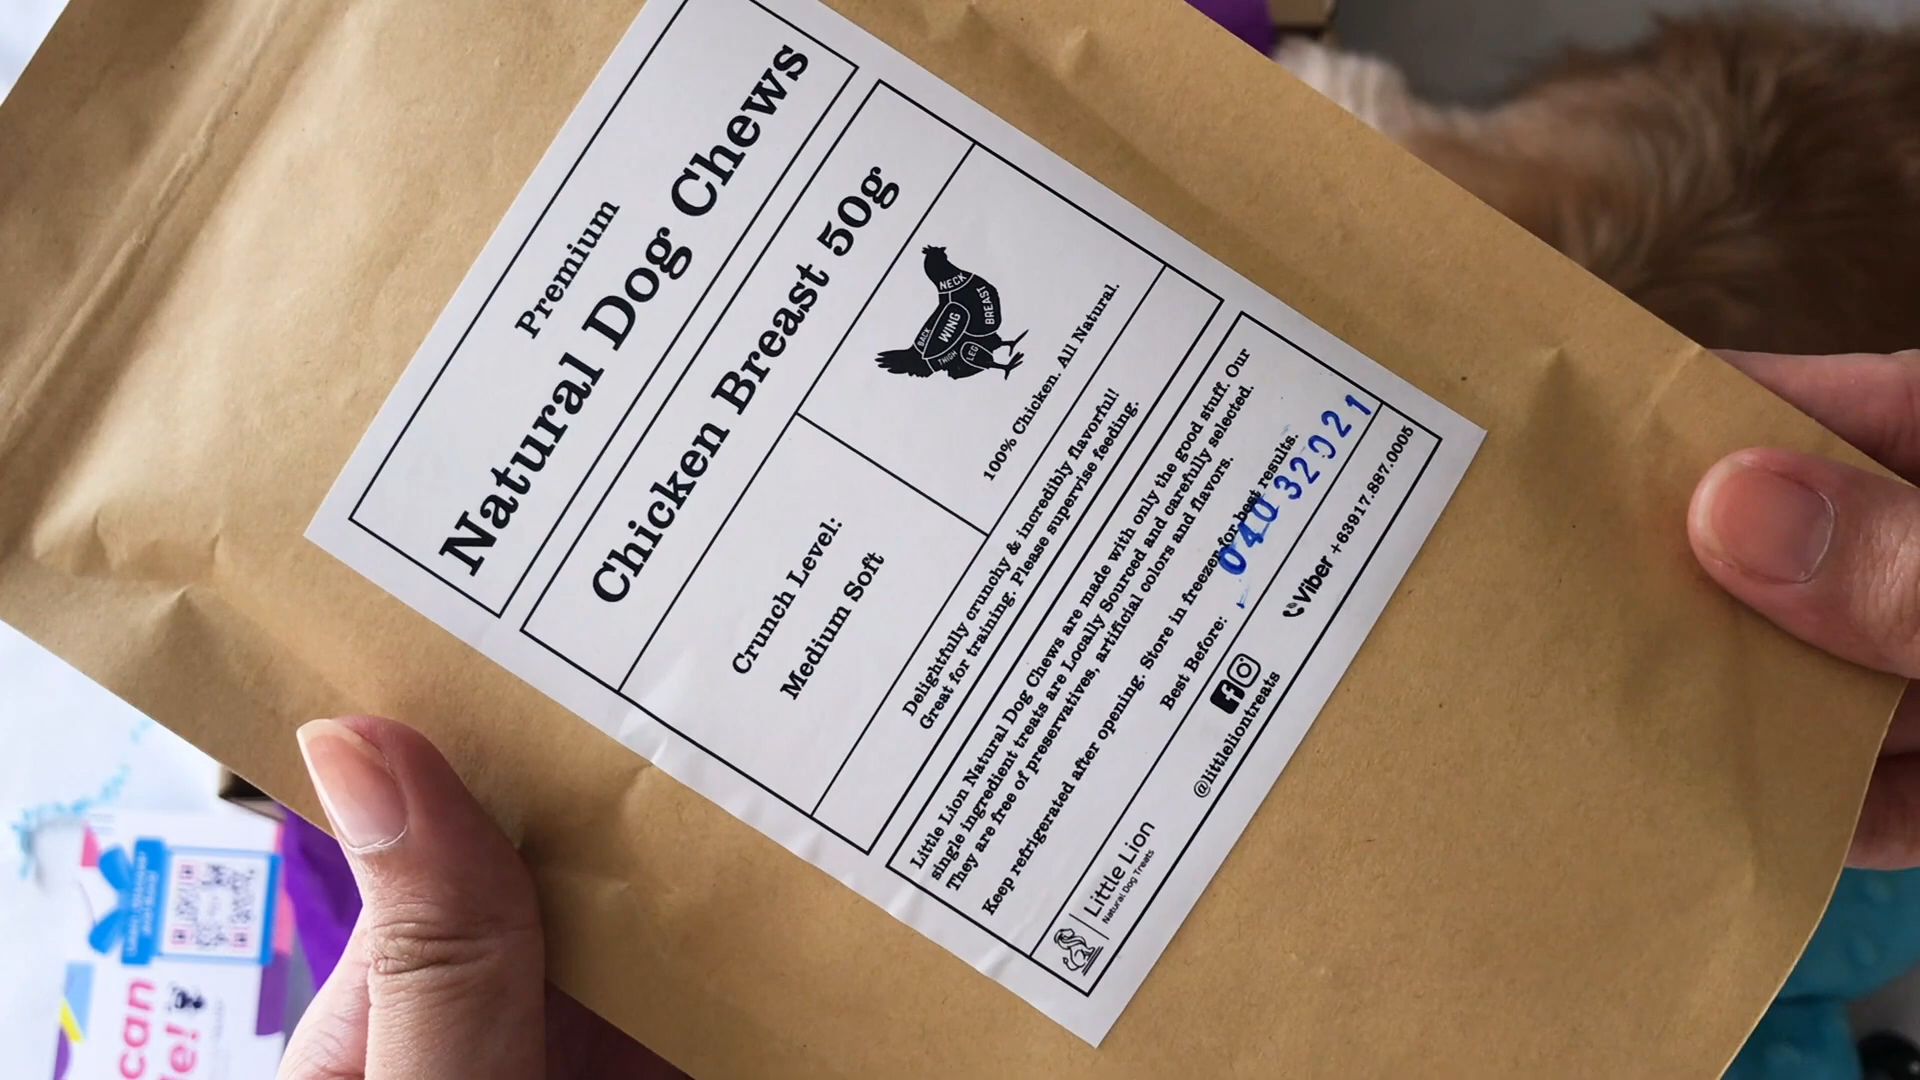 Premium
Natural Dog Chews
Chicken Breast 50g
Crunch Level:
Medium Soft
NECK
BACK
WING
BREAST
THIGH
LEG
100% Chicken. All Natural.
Delightfully crunchy & incredibly flavorful!
Great for training. Please supervise feeding.
Little Lion Natural Dog Chews are made with only the good stuff. Our
single ingredient treats are Locally Sourced and carefully selected.
They are free of preservatives, artificial colors and flavors.
Keep refrigerated after opening. Store in freezer for best results.
Best Before: 04032021
Little Lion
Natural Dog Treats
@littleliontreats
Viber +63917.887.0005
can